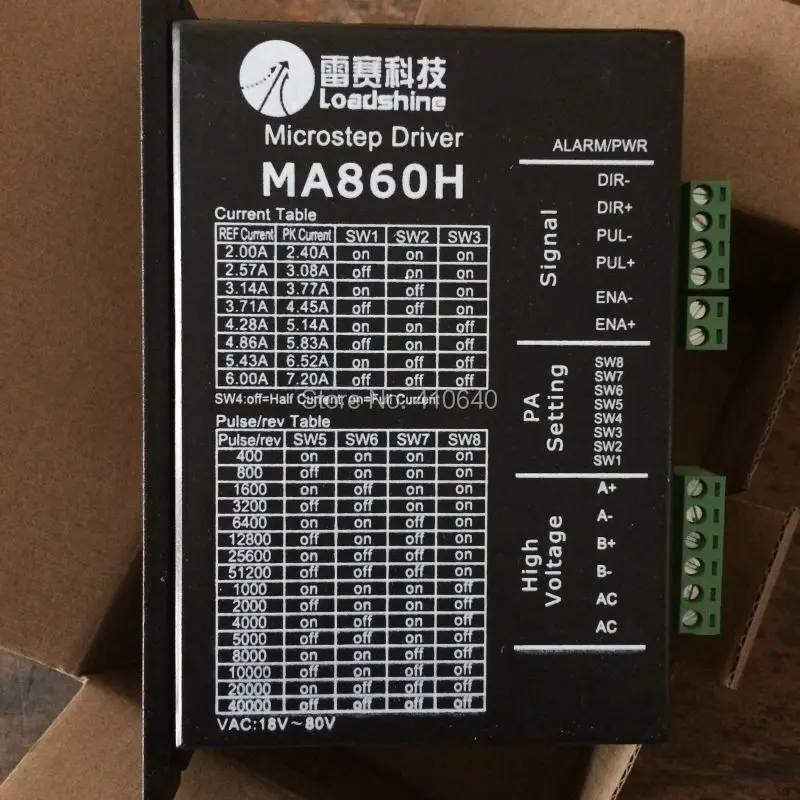 雷赛科技
Loadshine
Microstep Driver
MA860H
Current Table
REF Current PK Current SW1 SW2 SW3
2.00A 2.40A on on on
2.57A 3.08A off on on
3.14A 3.77A on off on
3.71A 4.45A off off on
4.28A 5.14A on on off
4.86A 5.83A off on off
5.43A 6.52A on off off
6.00A 7.20A off off off
SW4:off=Half Current, on=Full Current
Store No.: 410640
Pulse/rev Table
Pulse/rev SW5 SW6 SW7 SW8
400 on on on on
800 off on on on
1600 on off on on
3200 off off on on
6400 on on off on
12800 off on off on
25600 on off off on
51200 off off off on
1000 on on on off
2000 off on on off
4000 on off on off
5000 off off on off
8000 on on off off
10000 off on off off
20000 on off off off
40000 off off off off
VAC:18V~80V
ALARM/PWR
Signal
DIR-
DIR+
PUL-
PUL+
ENA-
ENA+
PA
Setting
SW8
SW7
SW6
SW5
SW4
SW3
SW2
SW1
High
Voltage
A+
A-
B+
B-
AC
AC